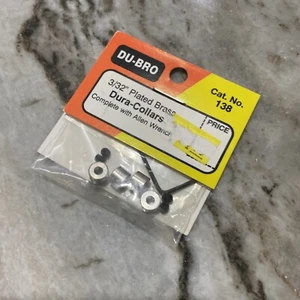 DU-BRO
Cat. No.
138
3/32" Plated Brass
Dura-Collars
PRICE
Complete with Allen Wrench